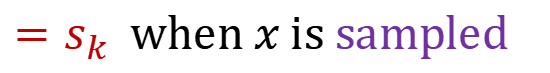 = s_k when x is sampled